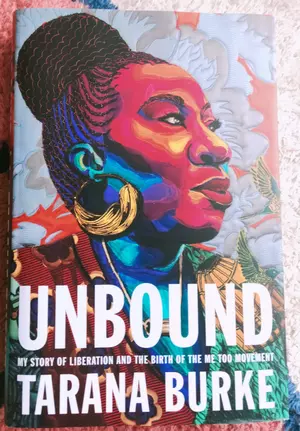 UNBOUND
MY STORY OF LIBERATION AND THE BIRTH OF THE ME TOO MOVEMENT
TARANA BURKE